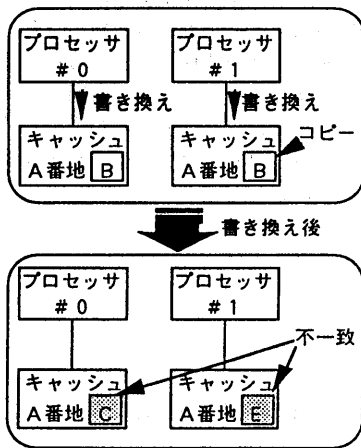 プロセッサ プロセッサ
#0 #1
書き換え 書き換え
キャッシュ キャッシュ コピー
A番地 B A番地 B
書き換え後
プロセッサ プロセッサ
#0 #1
不一致
キャッシュ キャッシュ
A番地 C A番地 E